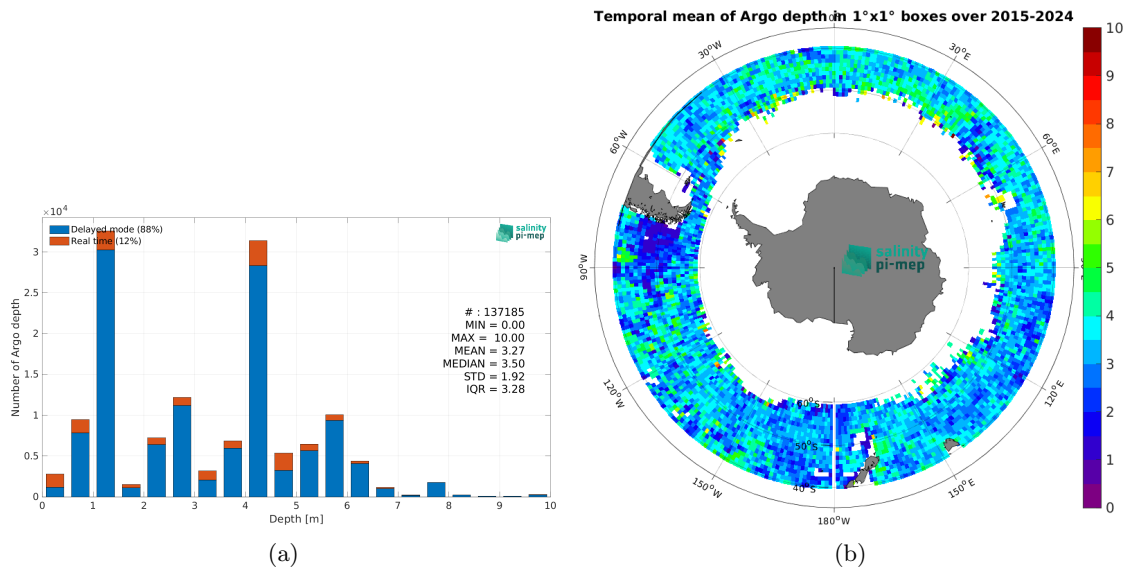 Temporal mean of Argo depth in 1°x1° boxes over 2015-2024
×10⁴
Delayed mode (88%)
Real time (12%)
salinity
pi-mep
# : 137185
MIN = 0.00
MAX = 10.00
MEAN = 3.27
MEDIAN = 3.50
STD = 1.92
IQR = 3.28
Number of Argo depth
3
2.5
2
1.5
1
0.5
0
0 1 2 3 4 5 6 7 8 9 10
Depth [m]
(a)
30°W
30°E
60°W
60°E
90°W
120°W
120°E
150°W
150°E
180°W
60°S
50°S
40°S
salinity
pi-mep
10
9
8
7
6
5
4
3
2
1
0
(b)